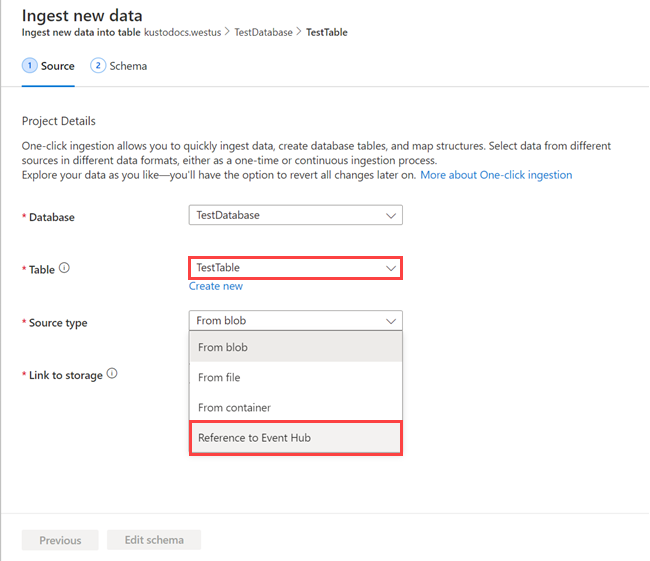 Ingest new data
Ingest new data into table kustodocs.westus > TestDatabase > TestTable
1 Source 2 Schema
Project Details
One-click ingestion allows you to quickly ingest data, create database tables, and map structures. Select data from different
sources in different data formats, either as a one-time or continuous ingestion process.
Explore your data as you like—you'll have the option to revert all changes later on. More about One-click ingestion
* Database TestDatabase
* Table TestTable
Create new
* Source type From blob
From blob
* Link to storage
From file
From container
Reference to Event Hub
Previous Edit schema